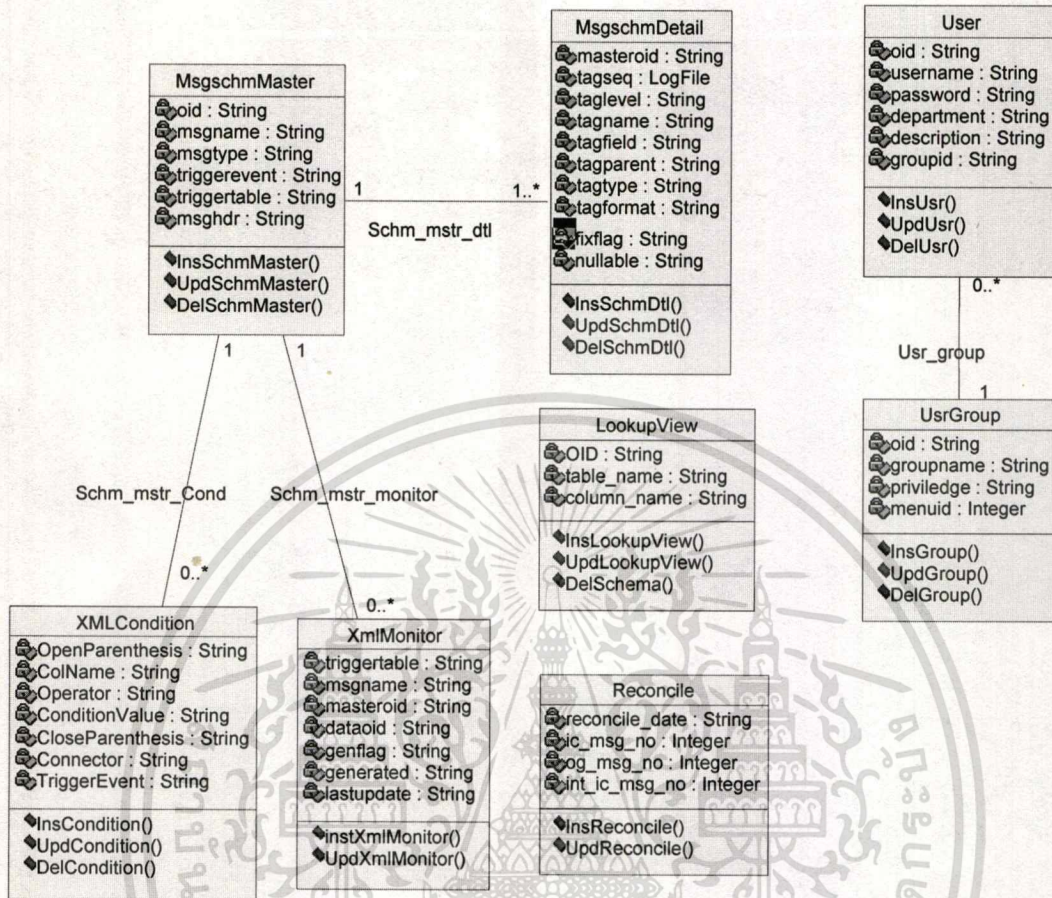 MsgschmMaster
oid : String
msgname : String
msgtype : String
triggerevent : String
triggertable : String
msghdr : String
InsSchmMaster()
UpdSchmMaster()
DelSchmMaster()
1
1..*
Schm_mstr_dtl
MsgschmDetail
masteroid : String
tagseq : LogFile
taglevel : String
tagname : String
tagfield : String
tagparent : String
tagtype : String
tagformat : String
fixflag : String
nullable : String
InsSchmDtl()
UpdSchmDtl()
DelSchmDtl()
User
oid : String
username : String
password : String
department : String
description : String
groupid : String
InsUsr()
UpdUsr()
DelUsr()
0..*
Usr_group
1
UsrGroup
oid : String
groupname : String
priviledge : String
menuid : Integer
InsGroup()
UpdGroup()
DelGroup()
1
1
Schm_mstr_Cond
Schm_mstr_monitor
0..*
0..*
LookupView
OID : String
table_name : String
column_name : String
InsLookupView()
UpdLookupView()
DelSchema()
XMLCondition
OpenParenthesis : String
ColName : String
Operator : String
ConditionValue : String
CloseParenthesis : String
Connector : String
TriggerEvent : String
InsCondition()
UpdCondition()
DelCondition()
XmlMonitor
triggertable : String
msgname : String
masteroid : String
dataoid : String
genflag : String
generated : String
lastupdate : String
instXmlMonitor()
UpdXmlMonitor()
Reconcile
reconcile_date : String
ic_msg_no : Integer
og_msg_no : Integer
int_ic_msg_no : Integer
InsReconcile()
UpdReconcile()